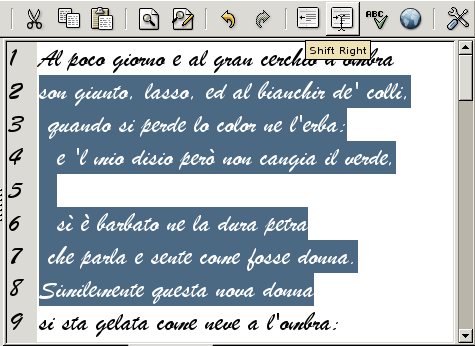 ABC
Shift Right
1 Al poco giorno e al gran cerchio d'ombra
2 son giunto, lasso, ed al bianchir de' colli,
3 quando si perde lo color ne l'erba:
4 e 'l mio disio però non cangia il verde,
5
6 sì è barbato ne la dura petra
7 che parla e sente come fosse donna.
8 Similemente questa nova donna
9 si sta gelata come neve a l'ombra: